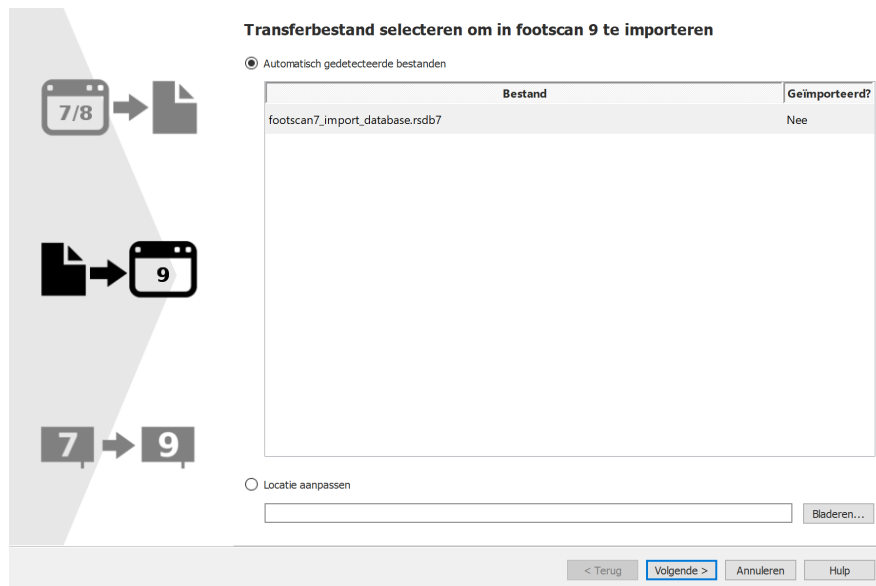 Transferbestand selecteren om in footscan 9 te importeren
Automatisch gedetecteerde bestanden
Bestand Geïmporteerd?
footscan7_import_database.rsdb7 Nee
7/8
9
7 9
Locatie aanpassen
Bladeren...
< Terug Volgende > Annuleren Hulp